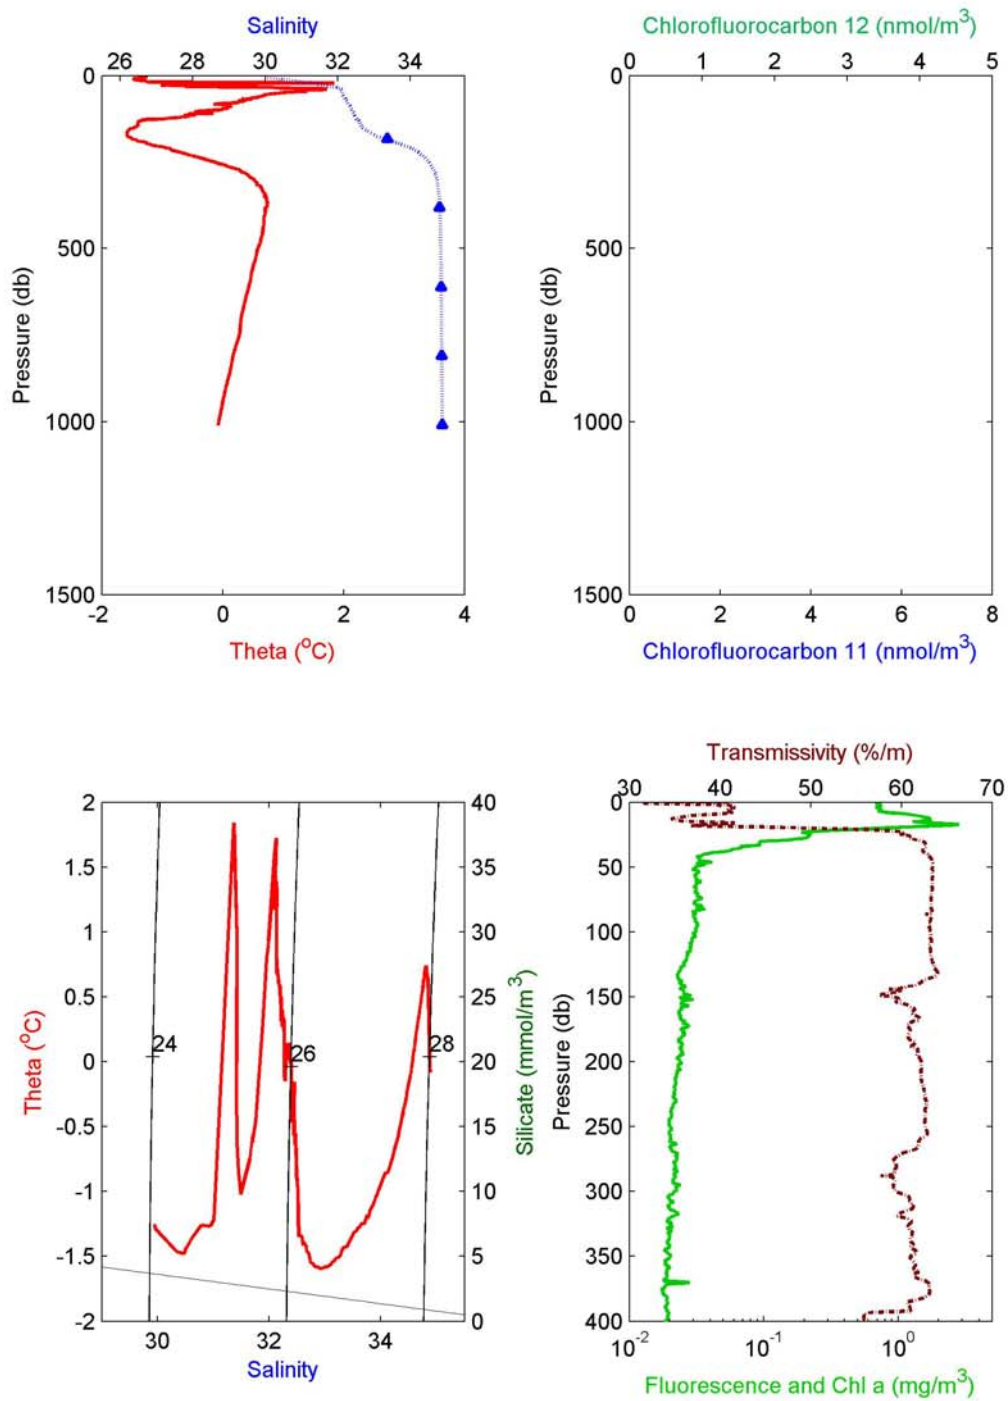 Salinity
26 28 30 32 34
0
500
1000
1500
Pressure (db)
-2 0 2 4
Theta (°C)
Chlorofluorocarbon 12 (nmol/m³)
0 1 2 3 4 5
0
500
1000
1500
Pressure (db)
0 2 4 6 8
Chlorofluorocarbon 11 (nmol/m³)
2
1.5
1
0.5
0
-0.5
-1
-1.5
-2
Theta (°C)
24 26 28
40
35
30
25
20
15
10
5
0
Silicate (mmol/m³)
30 32 34
Salinity
Transmissivity (%/m)
30 40 50 60 70
0
50
100
150
200
250
300
350
400
Pressure (db)
10⁻² 10⁻¹ 10⁰
Fluorescence and Chl a (mg/m³)